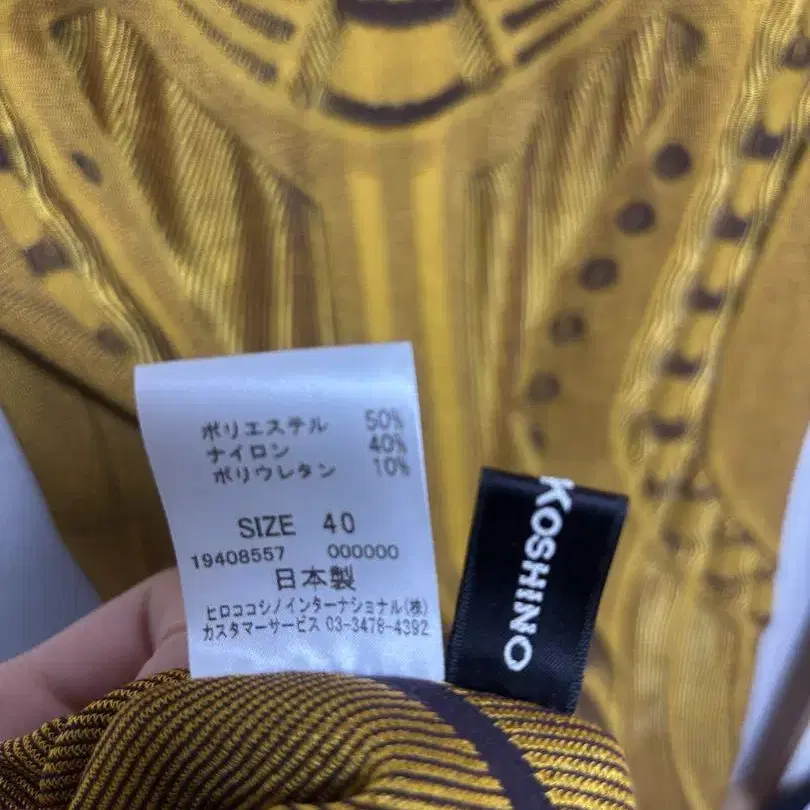 ポリエステル 50%
ナイロン 40%
ポリウレタン 10%
SIZE 40
19408557 000000
日本製
ヒロココシノインターナショナル(株)
カスタマーサービス 03-3478-4392
KOSHINO